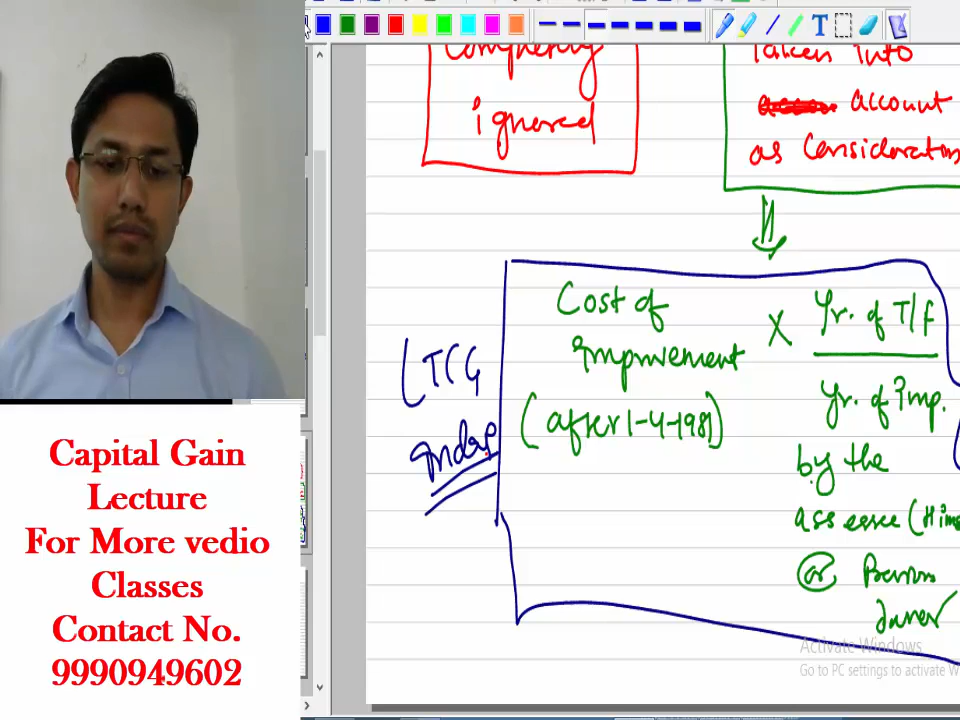 Completely
ignored
Taken into
account
as Consideration
Cost of
Improvement
(after 1-4-1981)
X
Yr. of T/f
Yr. of Imp.
by the
assessee (Hims
or Previous
Owner
LTCG
Index
Capital Gain
Lecture
For More vedio
Classes
Contact No.
9990949602
T
Activate Windows
Go to PC settings to activate W